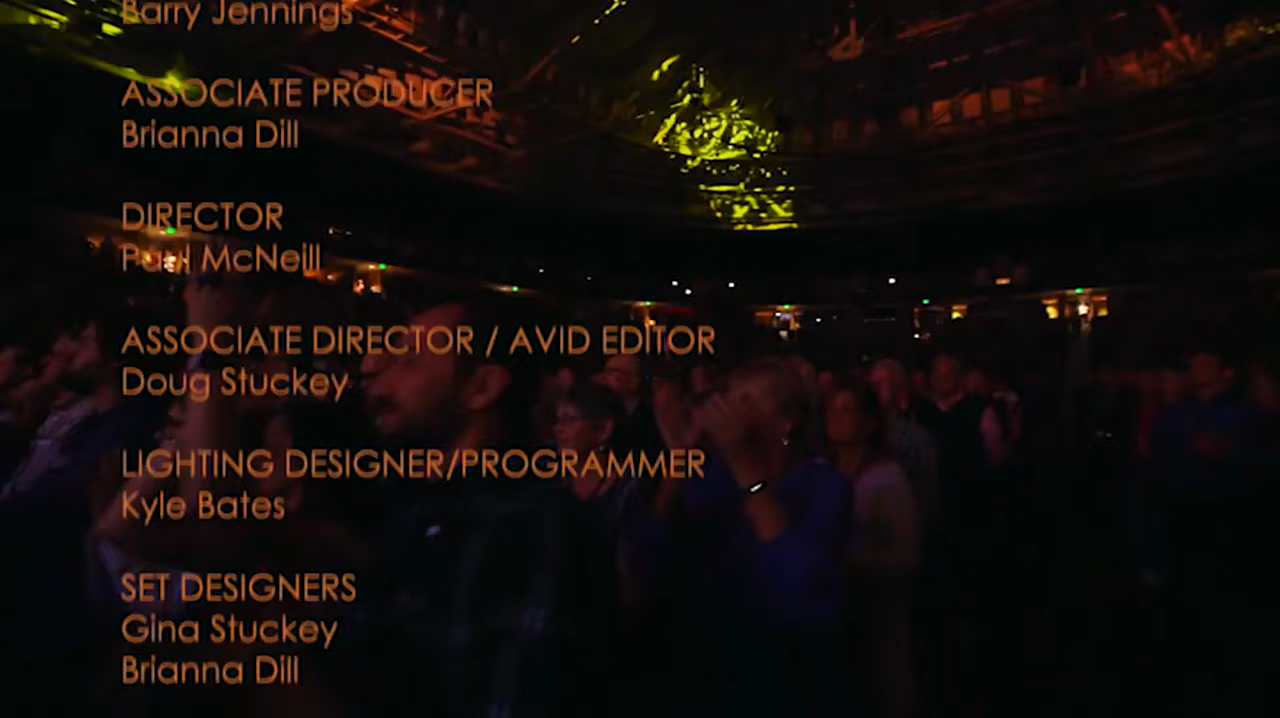 Barry Jennings
ASSOCIATE PRODUCER
Brianna Dill
DIRECTOR
Paul McNeill
ASSOCIATE DIRECTOR / AVID EDITOR
Doug Stuckey
LIGHTING DESIGNER/PROGRAMMER
Kyle Bates
SET DESIGNERS
Gina Stuckey
Brianna Dill